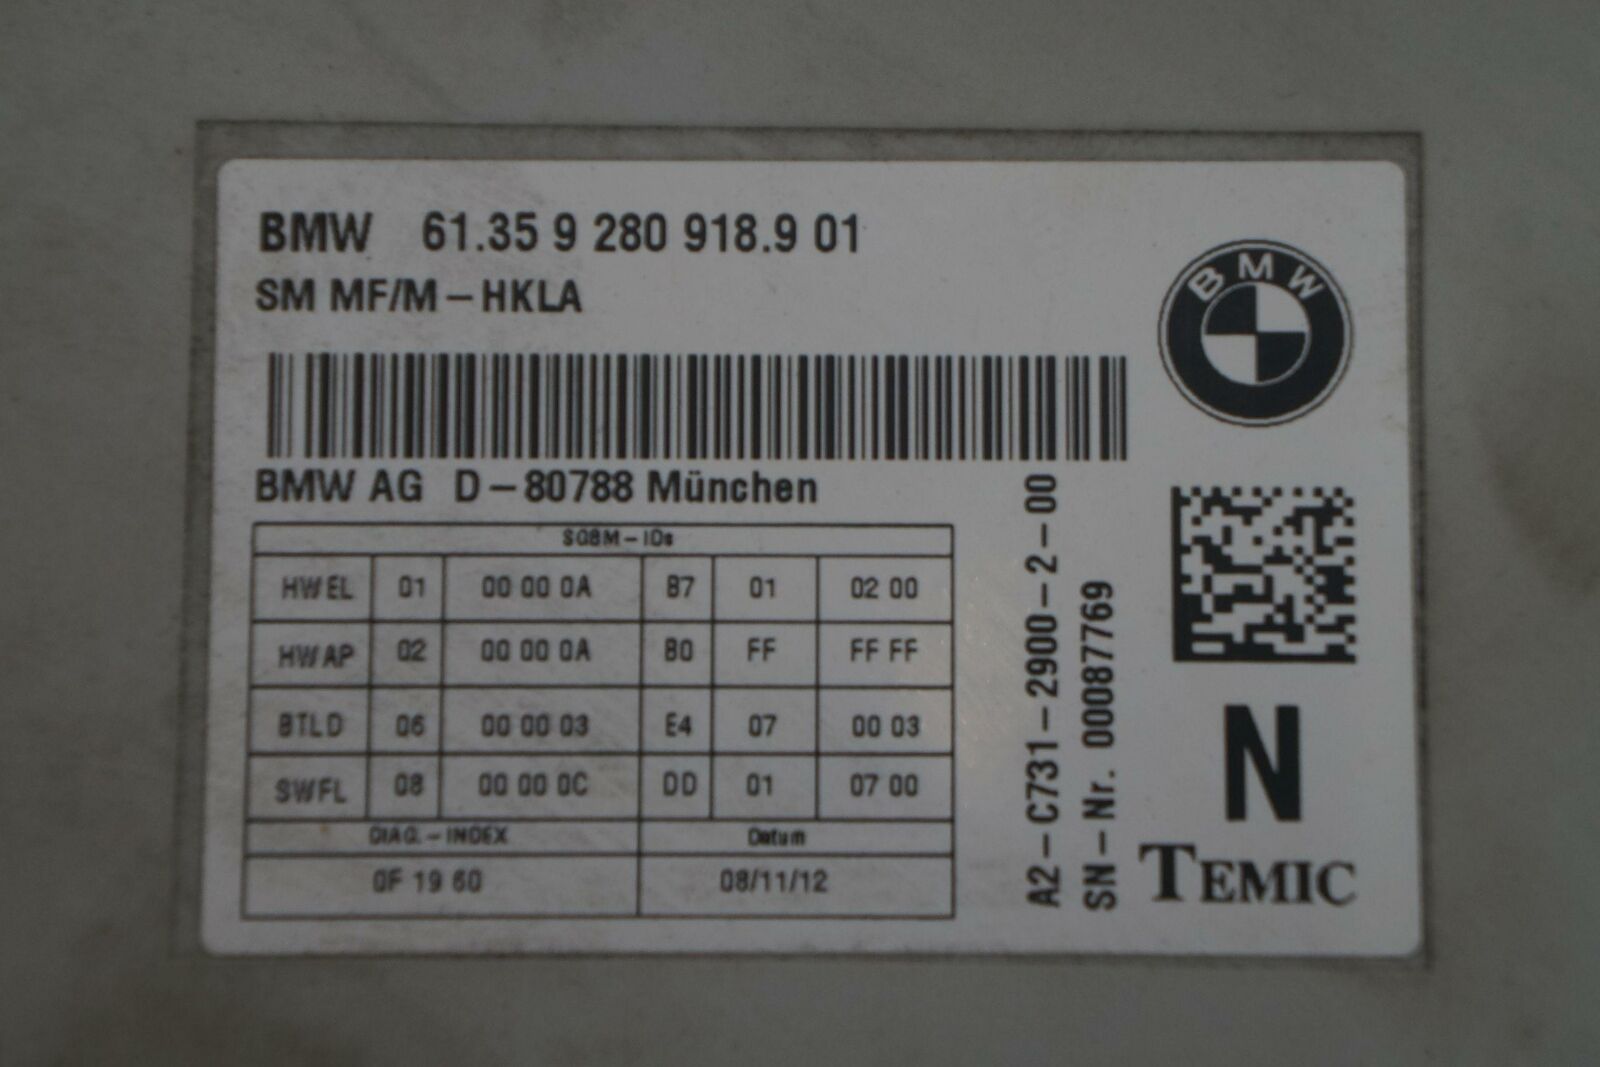 BMW 61.35 9 280 918.9 01
SM MF/M-HKLA
BMW
BMW AG D-80788 München
SGBM-IDs
HWEL 01 00 00 0A B7 01 02 00
HWAP 02 00 00 0A B0 FF FF FF
BTLD 06 00 00 03 E4 07 00 03
SWFL 08 00 00 0C DD 01 07 00
DIAG.-INDEX Datum
0F 19 60 08/11/12
A2-C731-2900-2-00
SN-Nr. 00087769
N
TEMIC